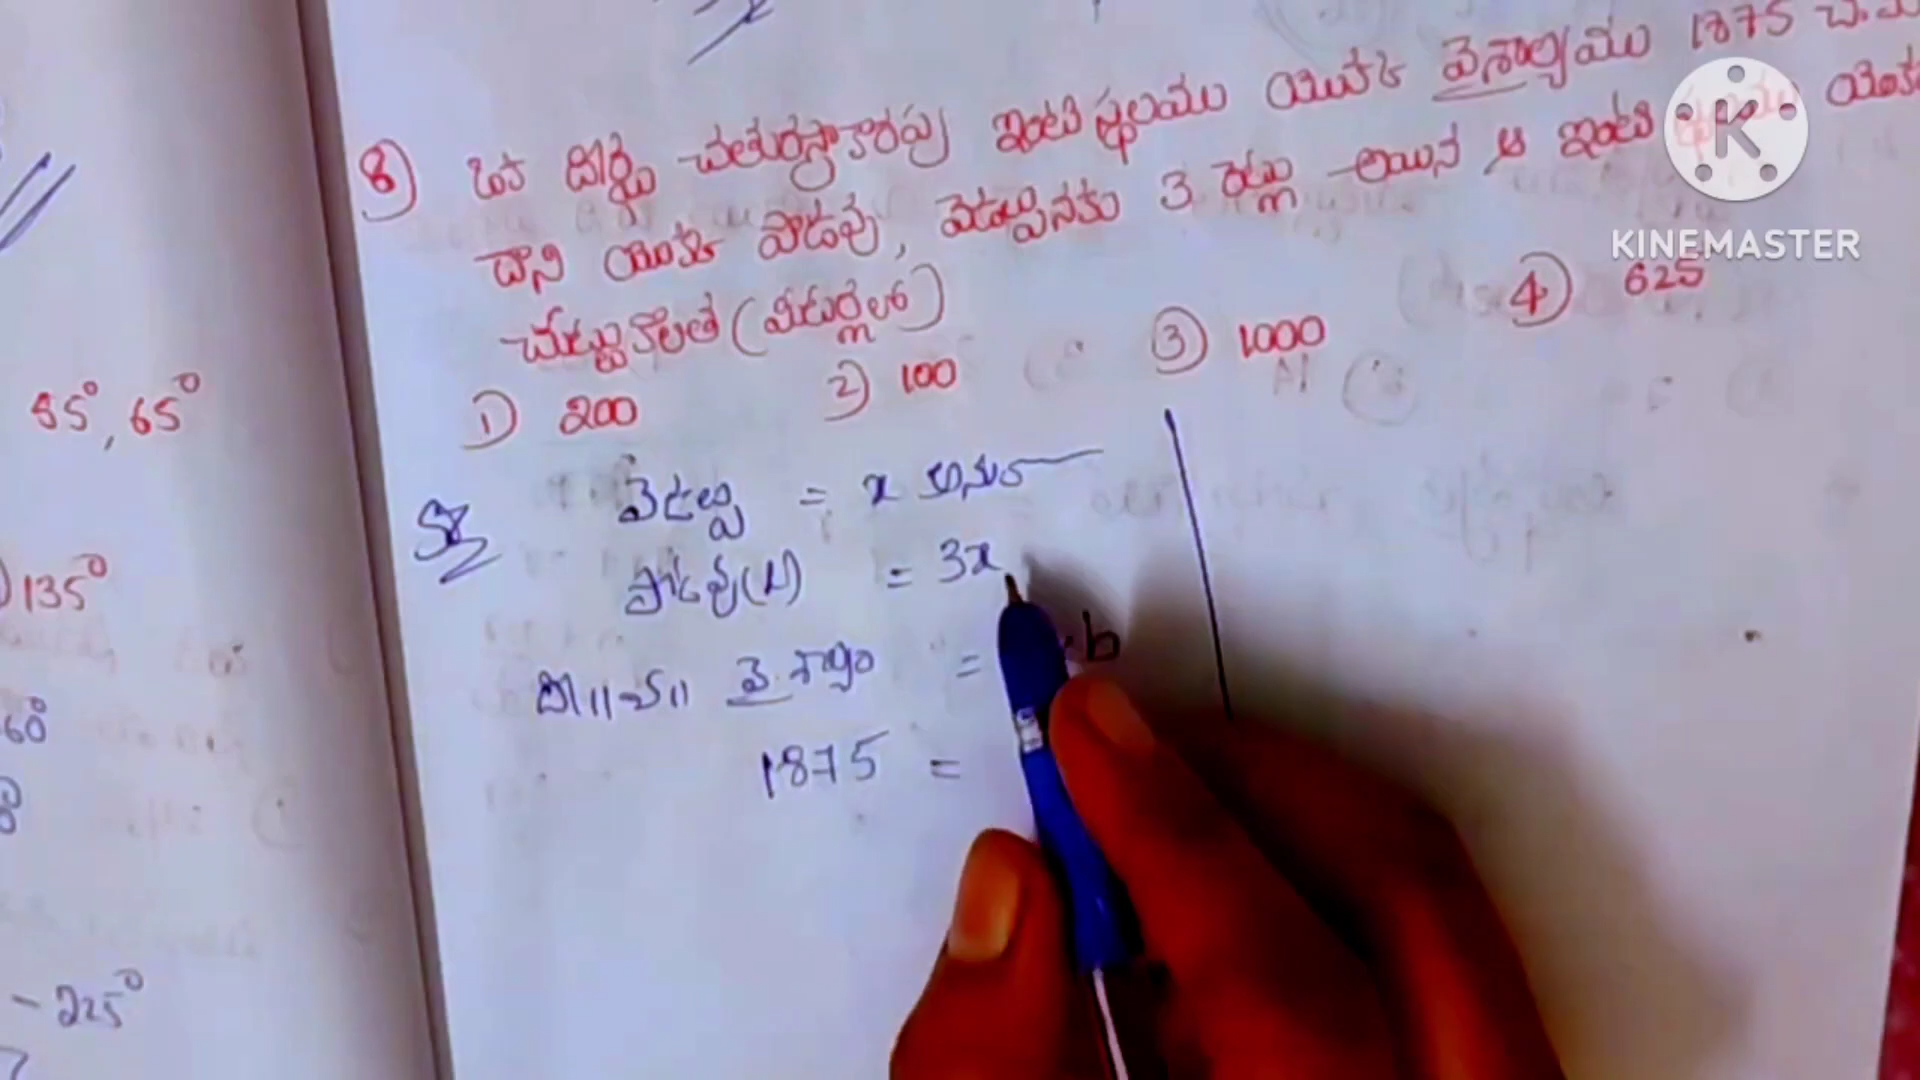 8) ఒక దీర్ఘ చతురస్రాకారపు ఇంటి స్థలము యొక్క వైశాల్యము 1875 చ.మీ
దాని యొక్క పొడవు, వెడల్పునకు 3 రెట్లు అయిన ఆ ఇంటి స్థలము యొక్క
చుట్టుకొలత (మీటర్లలో)
1) 200 2) 100 3) 1000 4) 625
KINEMASTER
55°, 65°
135°
60°
- 225°
వెడల్పు = x అనుకు
పొడవు(l) = 3x
దీ॥చ॥ వైశాల్యం = b
1875 =